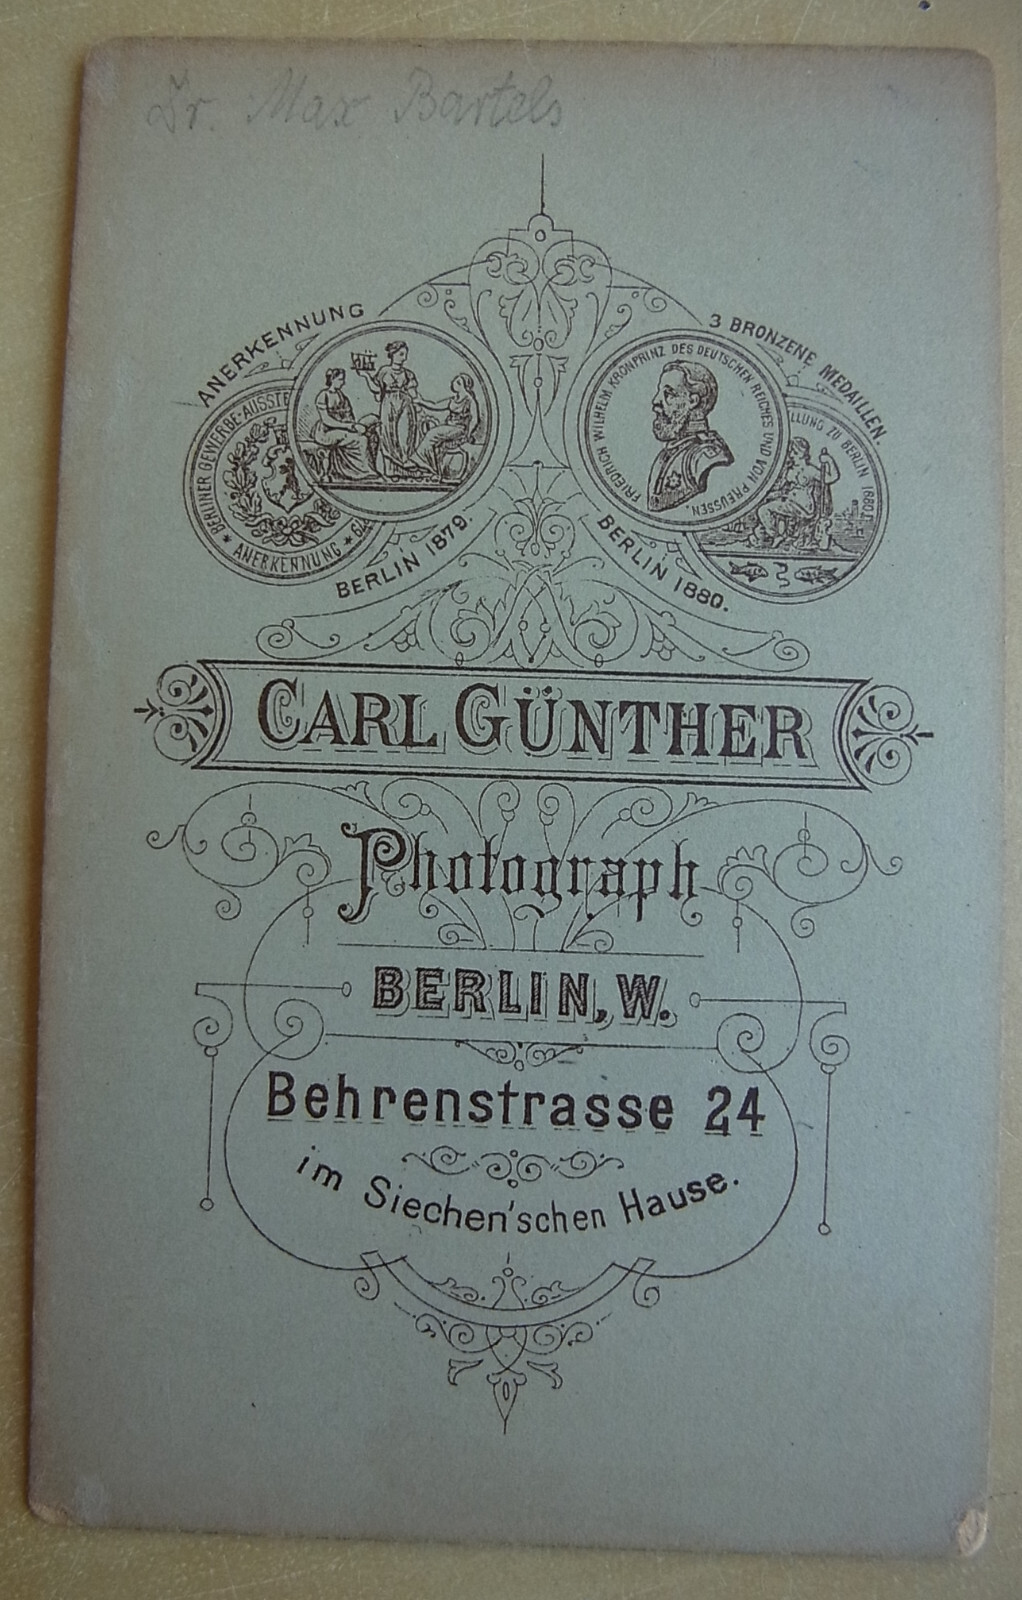 Dr. Max Bartels
ANERKENNUNG
3 BRONZENE MEDAILLEN.
BERLINER GEWERBE-AUSSTE
79
* ANERKENNUNG *
FRIEDRICH WILHELM, KRONPRINZ DES DEUTSCHEN REICHES UND VON PREUSSEN.
LLUNG ZU BERLIN 1880
BERLIN 1879.
BERLIN 1880.
CARL GÜNTHER
Photograph
BERLIN, W.
Behrenstrasse 24
im Siechen'schen Hause.